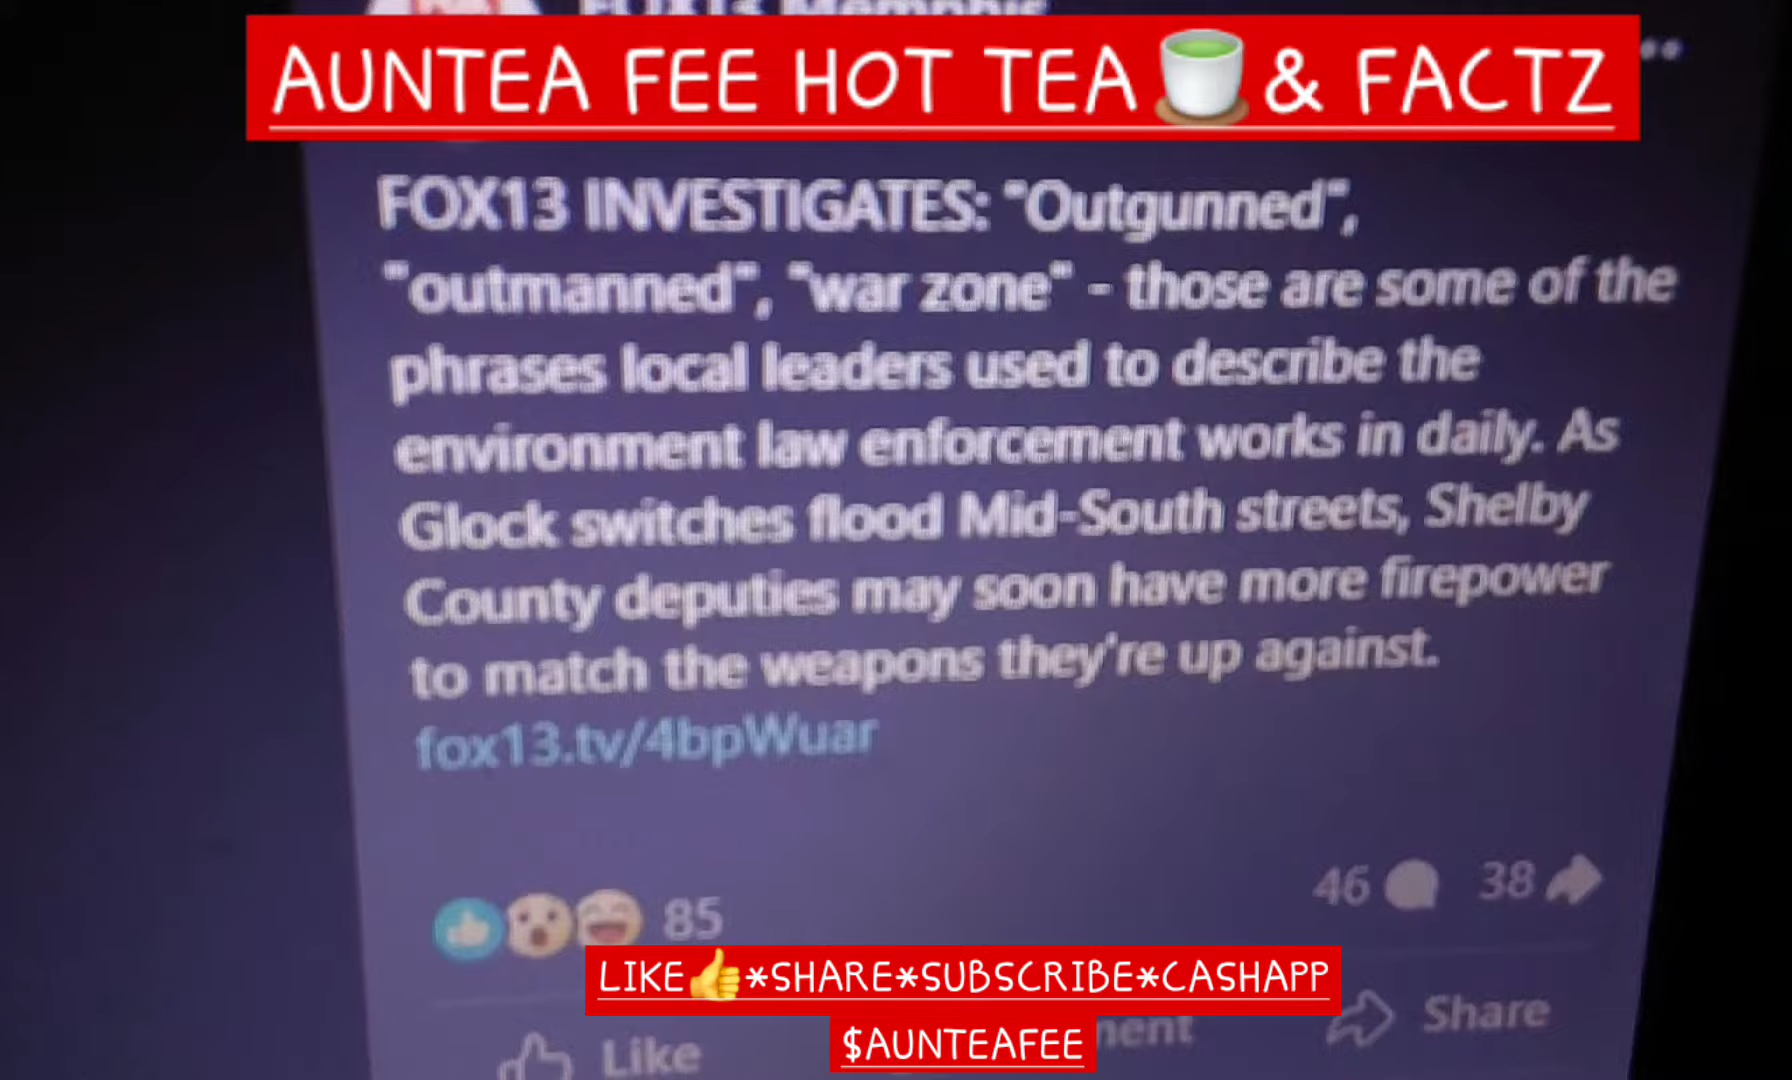 FOX13 Memphis
AUNTEA FEE HOT TEA🍵& FACTZ
FOX13 INVESTIGATES: "Outgunned",
"outmanned", "war zone" - those are some of the
phrases local leaders used to describe the
environment law enforcement works in daily. As
Glock switches flood Mid-South streets, Shelby
County deputies may soon have more firepower
to match the weapons they're up against.
fox13.tv/4bpWuar
85
46
38
LIKE👍*SHARE*SUBSCRIBE*CASHAPP
$AUNTEAFEE
Like
ment
Share